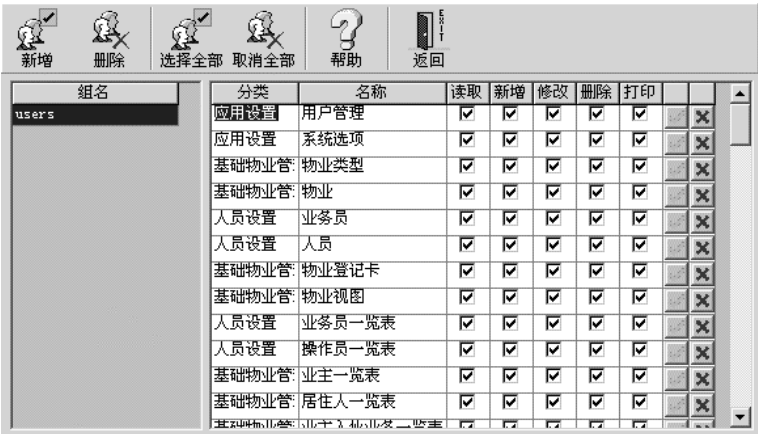 新增 删除 选择全部 取消全部 帮助 EXIT 返回
组名
users
分类 名称 读取 新增 修改 删除 打印
应用设置 用户管理
应用设置 系统选项
基础物业管 物业类型
基础物业管 物业
人员设置 业务员
人员设置 人员
基础物业管 物业登记卡
基础物业管 物业视图
人员设置 业务员一览表
人员设置 操作员一览表
基础物业管 业主一览表
基础物业管 居住人一览表
基础物业管